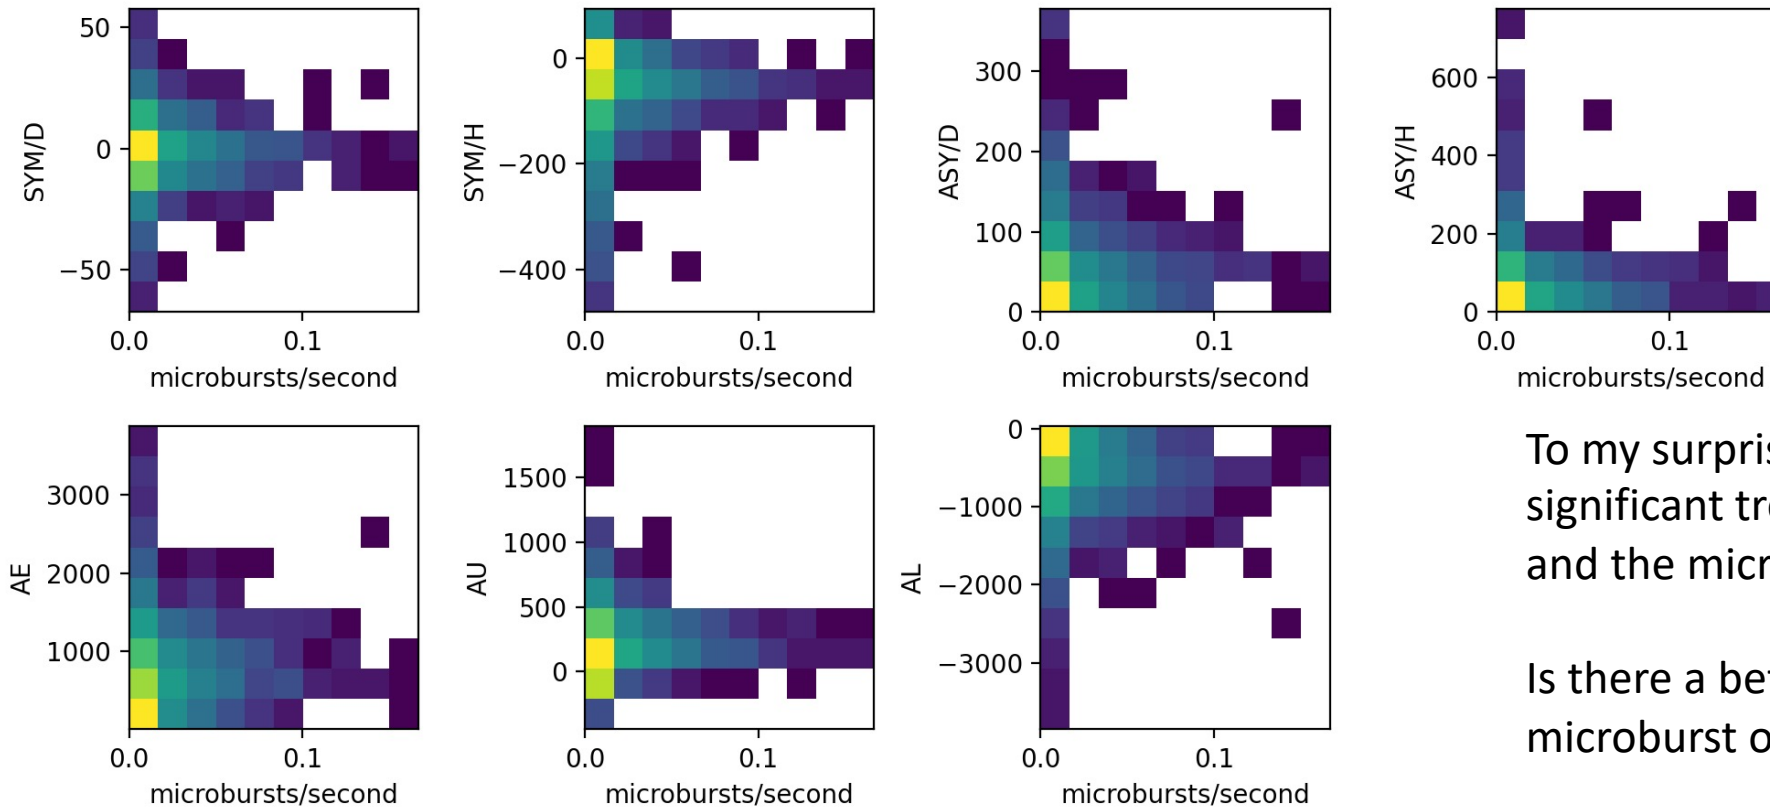 50
0
−50
SYM/D
0.0
0.1
microbursts/second
0
−200
−400
SYM/H
0.0
0.1
microbursts/second
300
200
100
0
ASY/D
0.0
0.1
microbursts/second
600
400
200
0
ASY/H
0.0
0.1
microbursts/second
3000
2000
1000
AE
0.0
0.1
microbursts/second
1500
1000
500
0
AU
0.0
0.1
microbursts/second
0
−1000
−2000
−3000
AL
0.0
0.1
microbursts/second
To my surpris
significant tre
and the micr
Is there a bet
microburst o